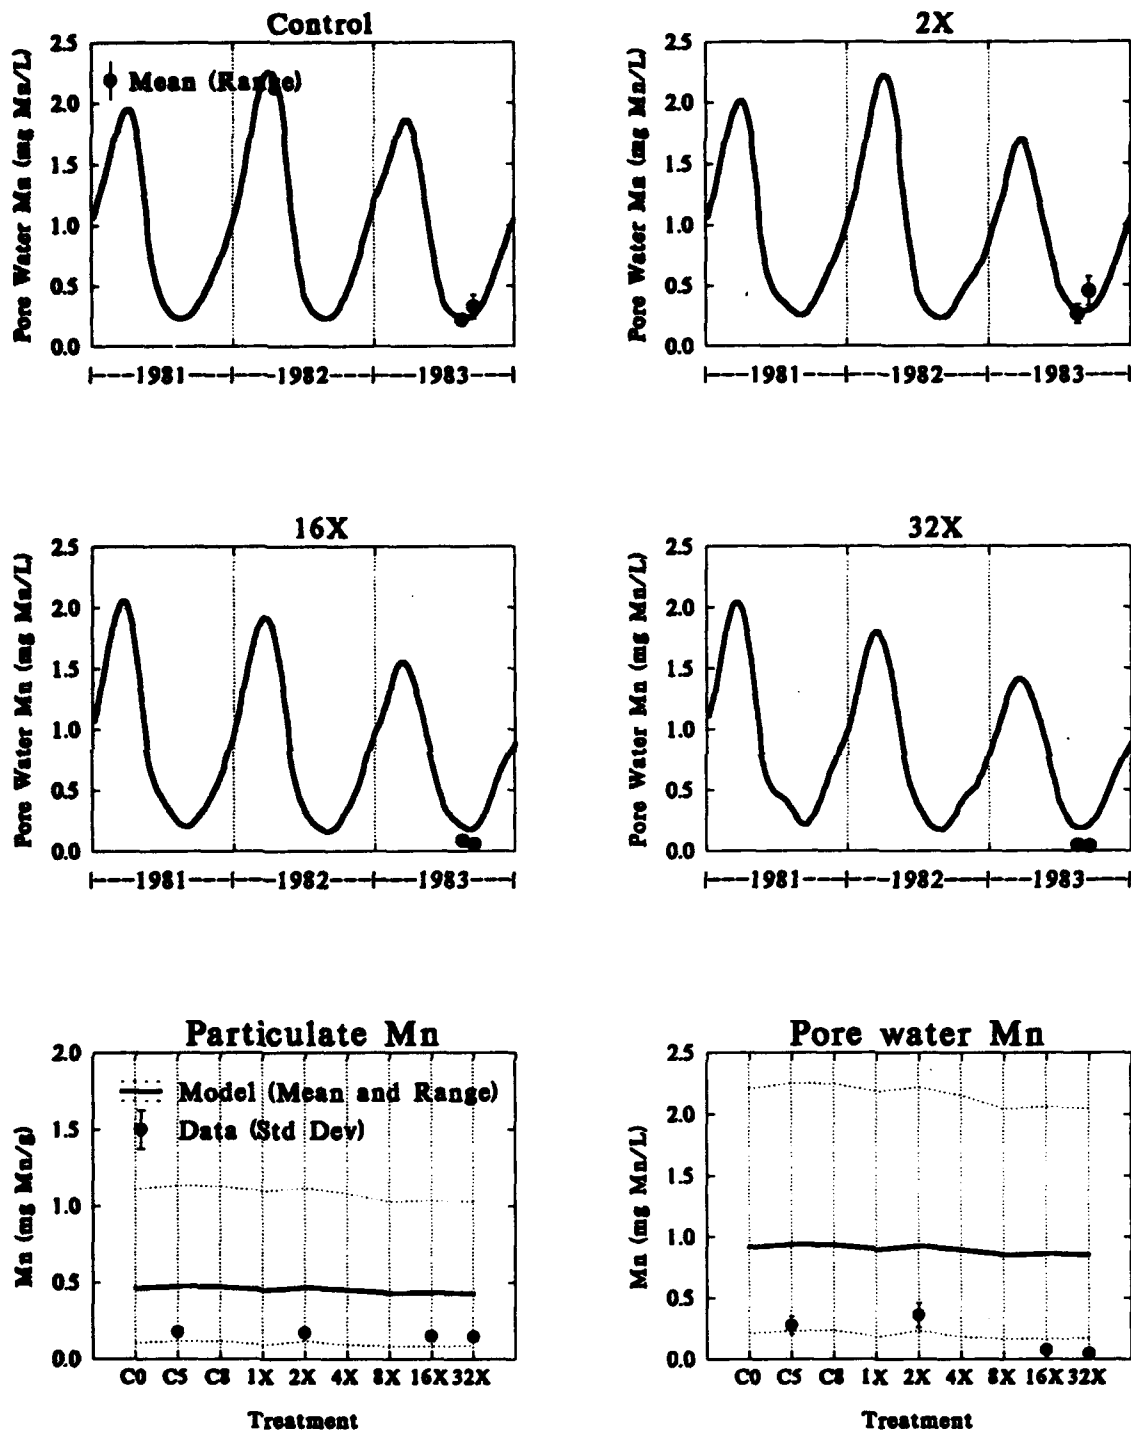 Control
2.5
2.0
1.5
1.0
0.5
0.0
Pore Water Mn (mg Mn/L)
Mean (Range)
|----1981----|----1982----|----1983----|
2X
2.5
2.0
1.5
1.0
0.5
0.0
Pore Water Mn (mg Mn/L)
|----1981----|----1982----|----1983----|
16X
2.5
2.0
1.5
1.0
0.5
0.0
Pore Water Mn (mg Mn/L)
|----1981----|----1982----|----1983----|
32X
2.5
2.0
1.5
1.0
0.5
0.0
Pore Water Mn (mg Mn/L)
|----1981----|----1982----|----1983----|
Particulate Mn
2.0
1.5
1.0
0.5
0.0
Mn (mg Mn/g)
Model (Mean and Range)
Data (Std Dev)
C0 C5 C8 1X 2X 4X 8X 16X 32X
Treatment
Pore water Mn
2.5
2.0
1.5
1.0
0.5
0.0
Mn (mg Mn/L)
C0 C5 C8 1X 2X 4X 8X 16X 32X
Treatment